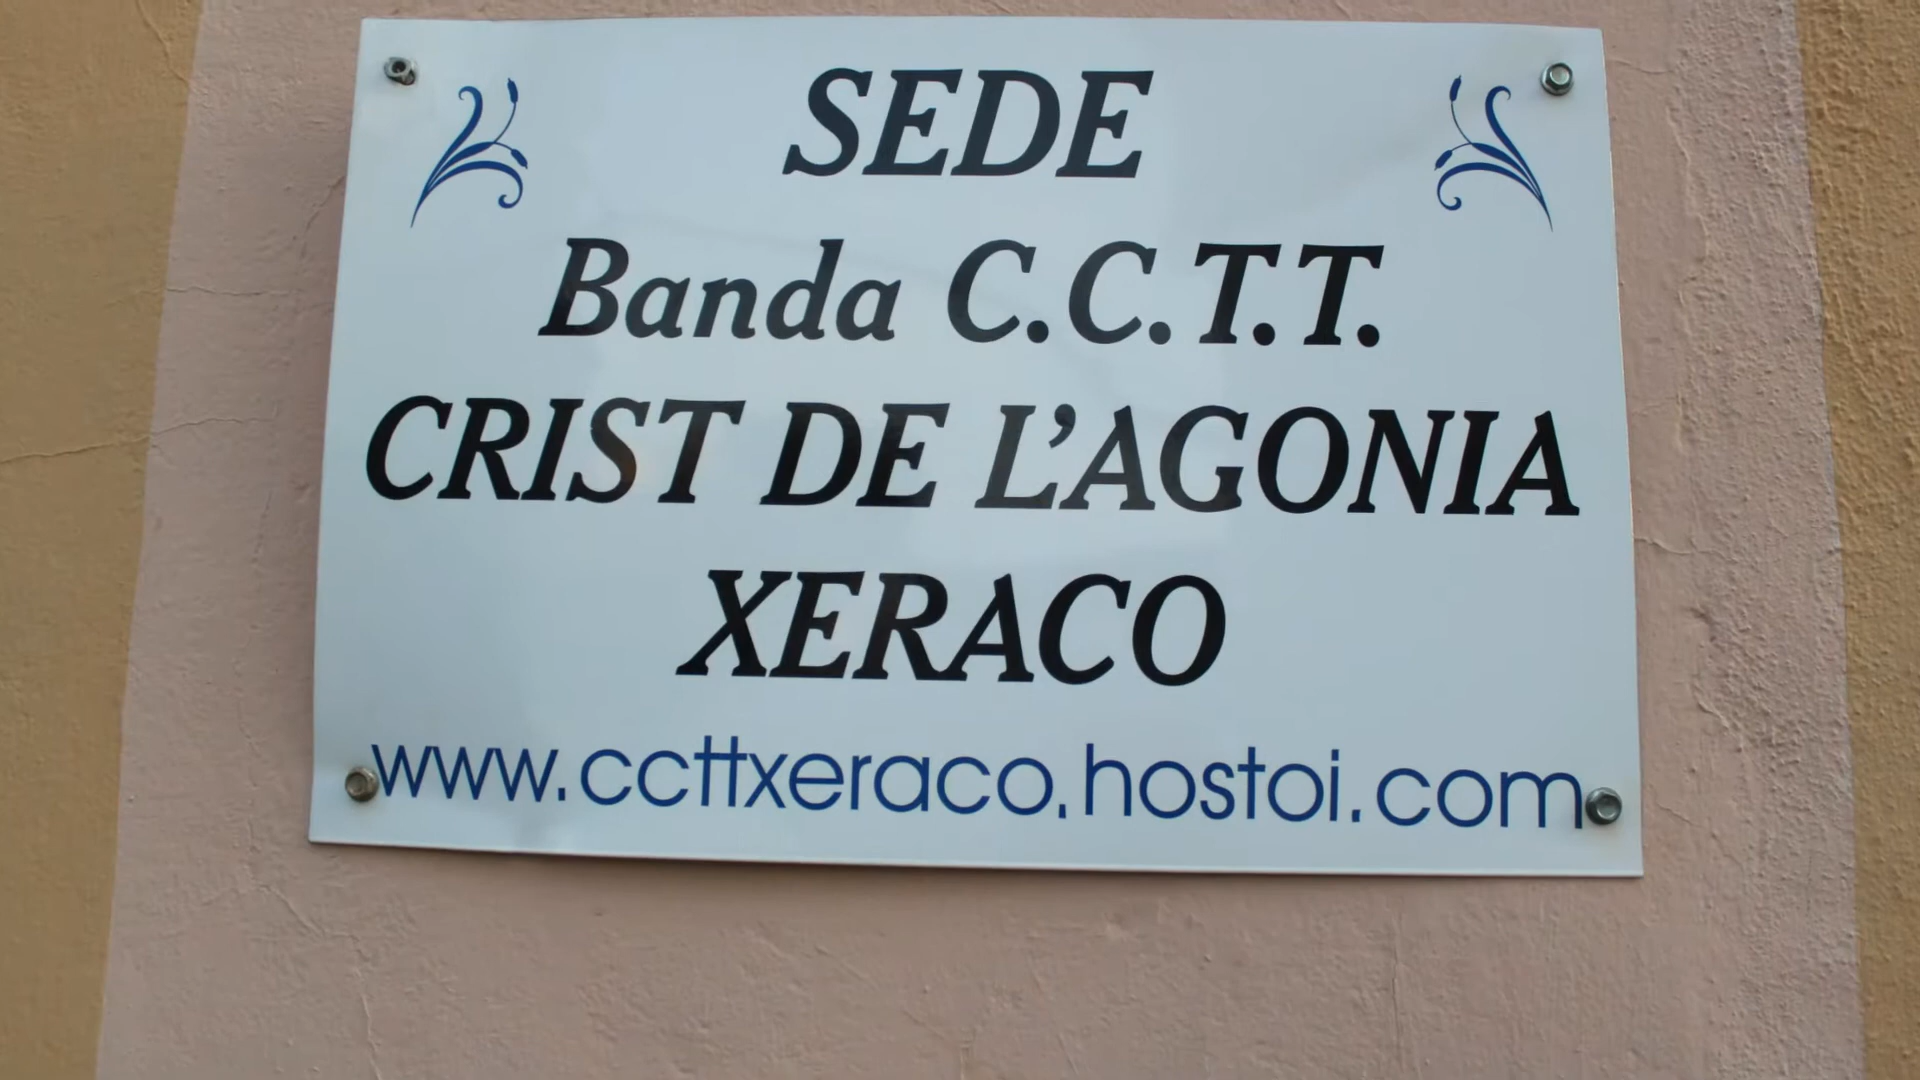 SEDE
Banda C.C.T.T.
CRIST DE L'AGONIA
XERACO
www.ccttxeraco.hostoi.com